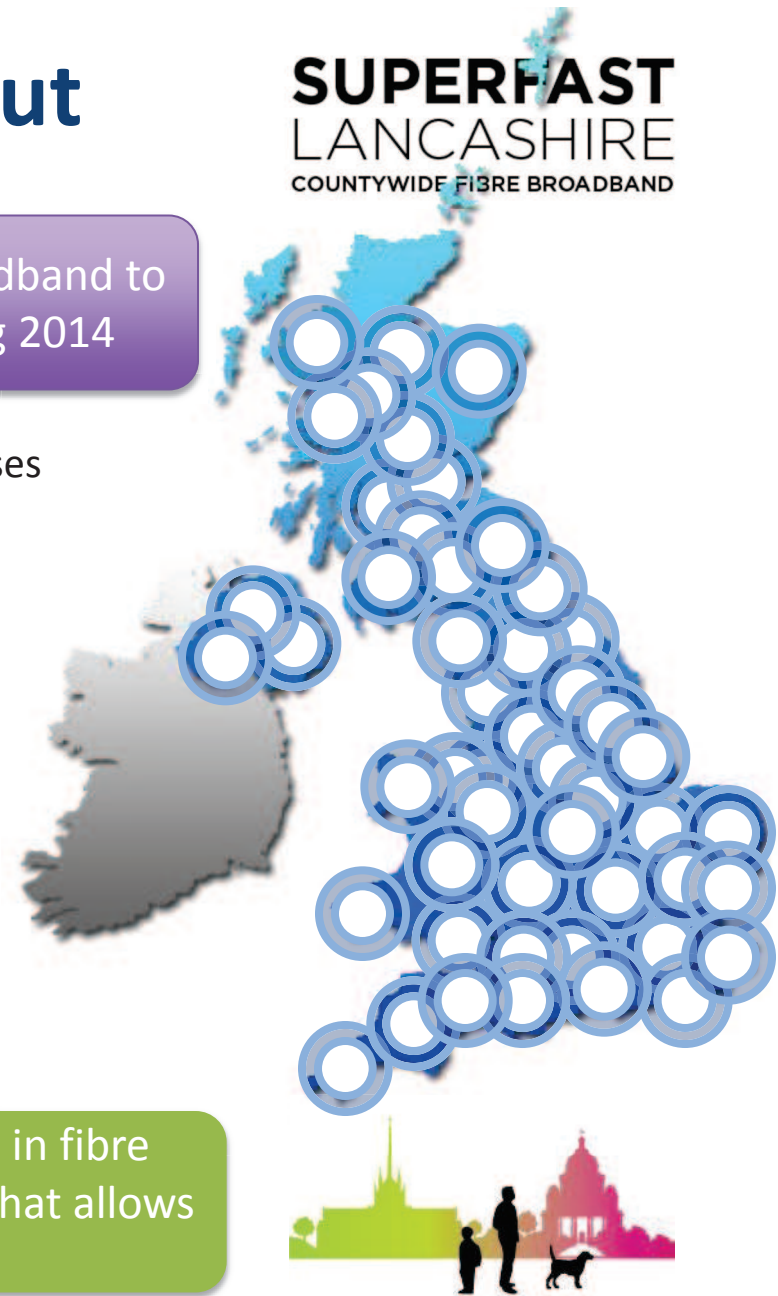 ut
SUPERFAST
LANCASHIRE
COUNTYWIDE FIBRE BROADBAND
dband to
g 2014
ses
in fibre
hat allows